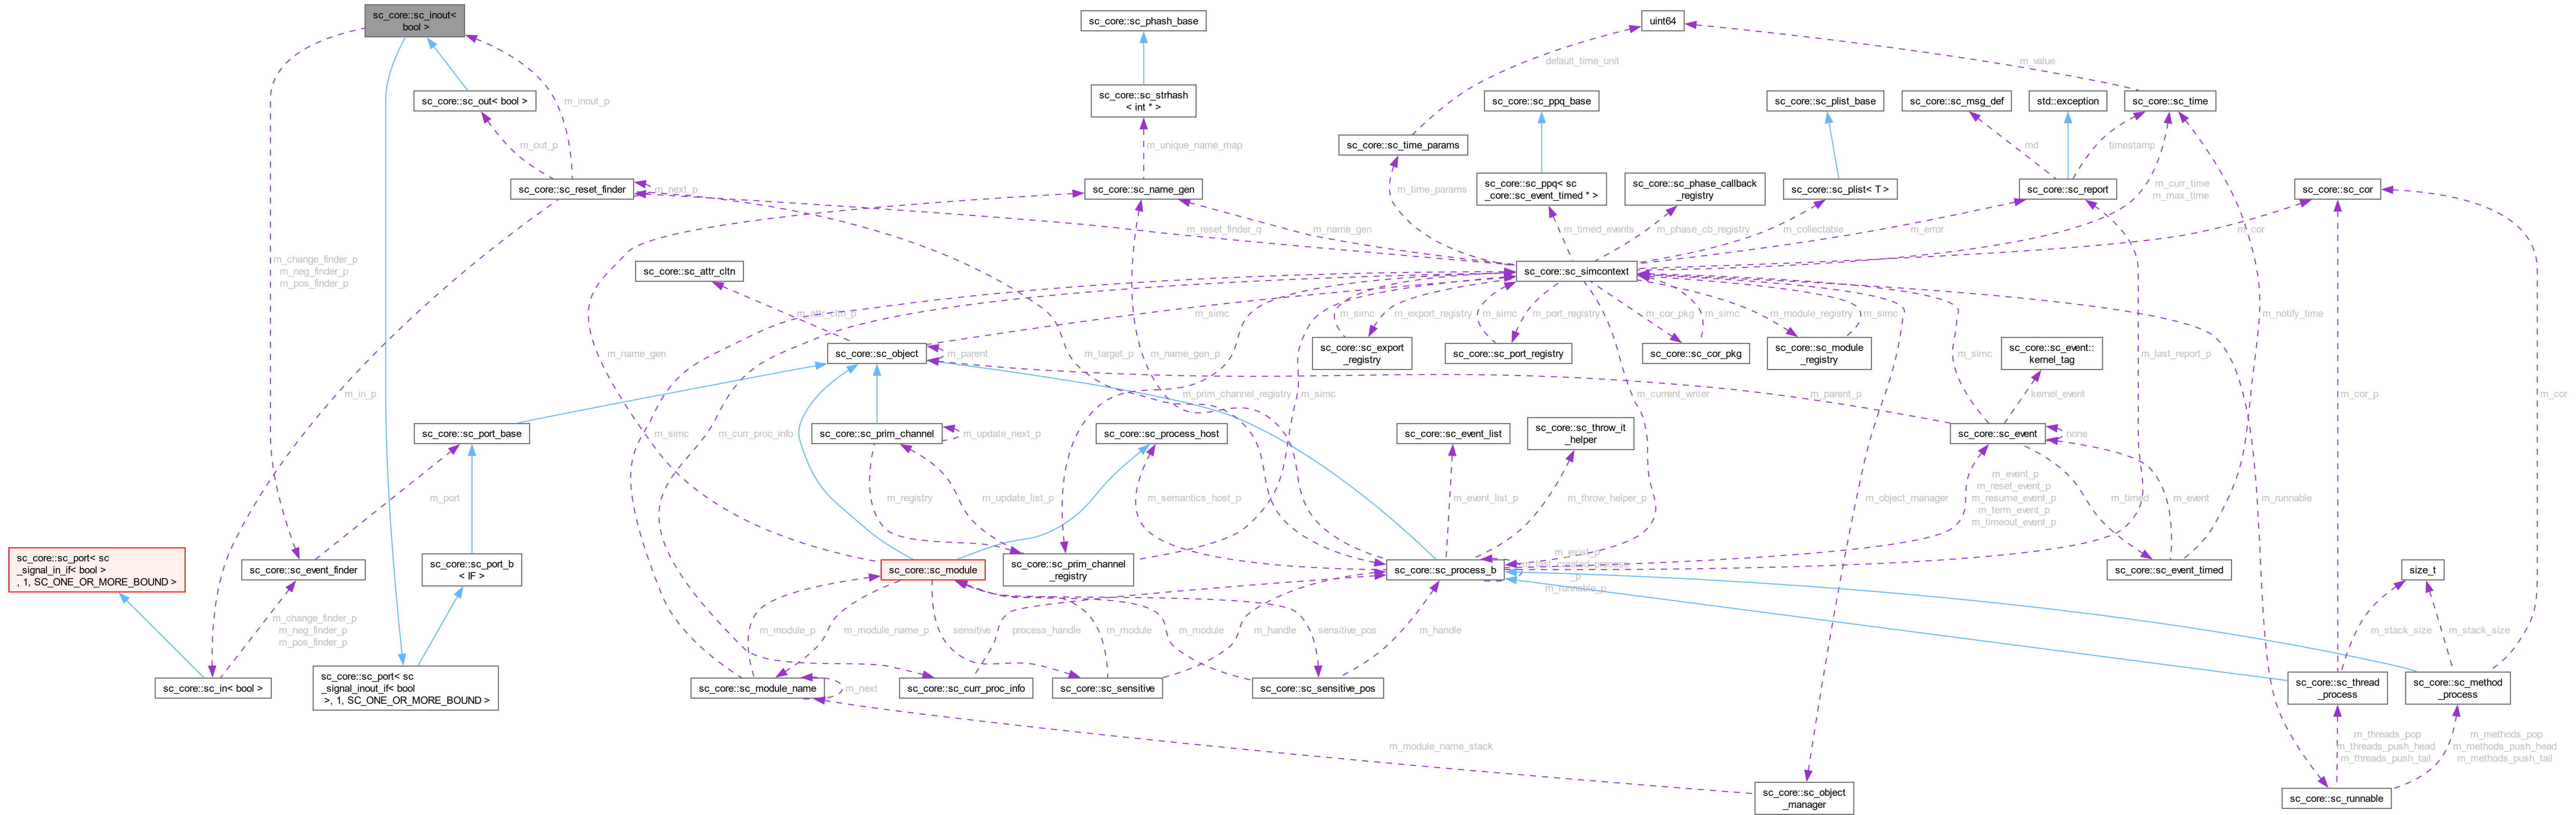 sc_core::sc_inout<
bool >
sc_core::sc_phash_base
uint64
default_time_unit
m_value
sc_core::sc_out< bool >
m_inout_p
sc_core::sc_strhash
< int * >
sc_core::sc_ppq_base
sc_core::sc_plist_base
sc_core::sc_msg_def
std::exception
sc_core::sc_time
m_out_p
m_unique_name_map
sc_core::sc_time_params
md
timestamp
sc_core::sc_reset_finder
m_next_p
sc_core::sc_name_gen
m_time_params
sc_core::sc_ppq< sc
_core::sc_event_timed * >
sc_core::sc_phase_callback
_registry
sc_core::sc_plist< T >
sc_core::sc_report
m_curr_time
m_max_time
sc_core::sc_cor
m_reset_finder_q
m_name_gen
m_timed_events
m_phase_cb_registry
m_collectable
m_error
m_cor
m_change_finder_p
m_neg_finder_p
m_pos_finder_p
sc_core::sc_attr_cltn
sc_core::sc_simcontext
m_attr_cltn_p
m_simc
m_simc
m_export_registry
m_simc
m_port_registry
m_cor_pkg
m_simc
m_module_registry
m_simc
m_notify_time
m_name_gen
sc_core::sc_object
m_parent
m_target_p
m_name_gen_p
sc_core::sc_export
_registry
sc_core::sc_port_registry
sc_core::sc_cor_pkg
sc_core::sc_module
_registry
m_simc
sc_core::sc_event::
kernel_tag
m_last_report_p
m_in_p
m_prim_channel_registry
m_simc
m_current_writer
m_parent_p
kernel_event
m_cor_p
m_cor
sc_core::sc_port_base
m_simc
m_curr_proc_info
sc_core::sc_prim_channel
m_update_next_p
sc_core::sc_process_host
sc_core::sc_event_list
sc_core::sc_throw_it
_helper
sc_core::sc_event
none
m_port
m_registry
m_update_list_p
m_semantics_host_p
m_event_list_p
m_throw_helper_p
m_object_manager
m_event_p
m_reset_event_p
m_resume_event_p
m_term_event_p
m_timeout_event_p
m_timed
m_event
m_runnable
sc_core::sc_port< sc
_signal_in_if< bool >
, 1, SC_ONE_OR_MORE_BOUND >
sc_core::sc_event_finder
sc_core::sc_port_b
< IF >
sc_core::sc_module
sc_core::sc_prim_channel
_registry
sc_core::sc_process_b
m_exist_p
m_last_created_process
_p
m_runnable_p
sc_core::sc_event_timed
size_t
m_change_finder_p
m_neg_finder_p
m_pos_finder_p
m_module_p
m_module_name_p
sensitive
process_handle
m_module
m_module
m_handle
sensitive_pos
m_handle
m_stack_size
m_stack_size
sc_core::sc_in< bool >
sc_core::sc_port< sc
_signal_inout_if< bool
>, 1, SC_ONE_OR_MORE_BOUND >
sc_core::sc_module_name
m_next
sc_core::sc_curr_proc_info
sc_core::sc_sensitive
sc_core::sc_sensitive_pos
sc_core::sc_thread
_process
sc_core::sc_method
_process
m_module_name_stack
m_threads_pop
m_threads_push_head
m_threads_push_tail
m_methods_pop
m_methods_push_head
m_methods_push_tail
sc_core::sc_object
_manager
sc_core::sc_runnable